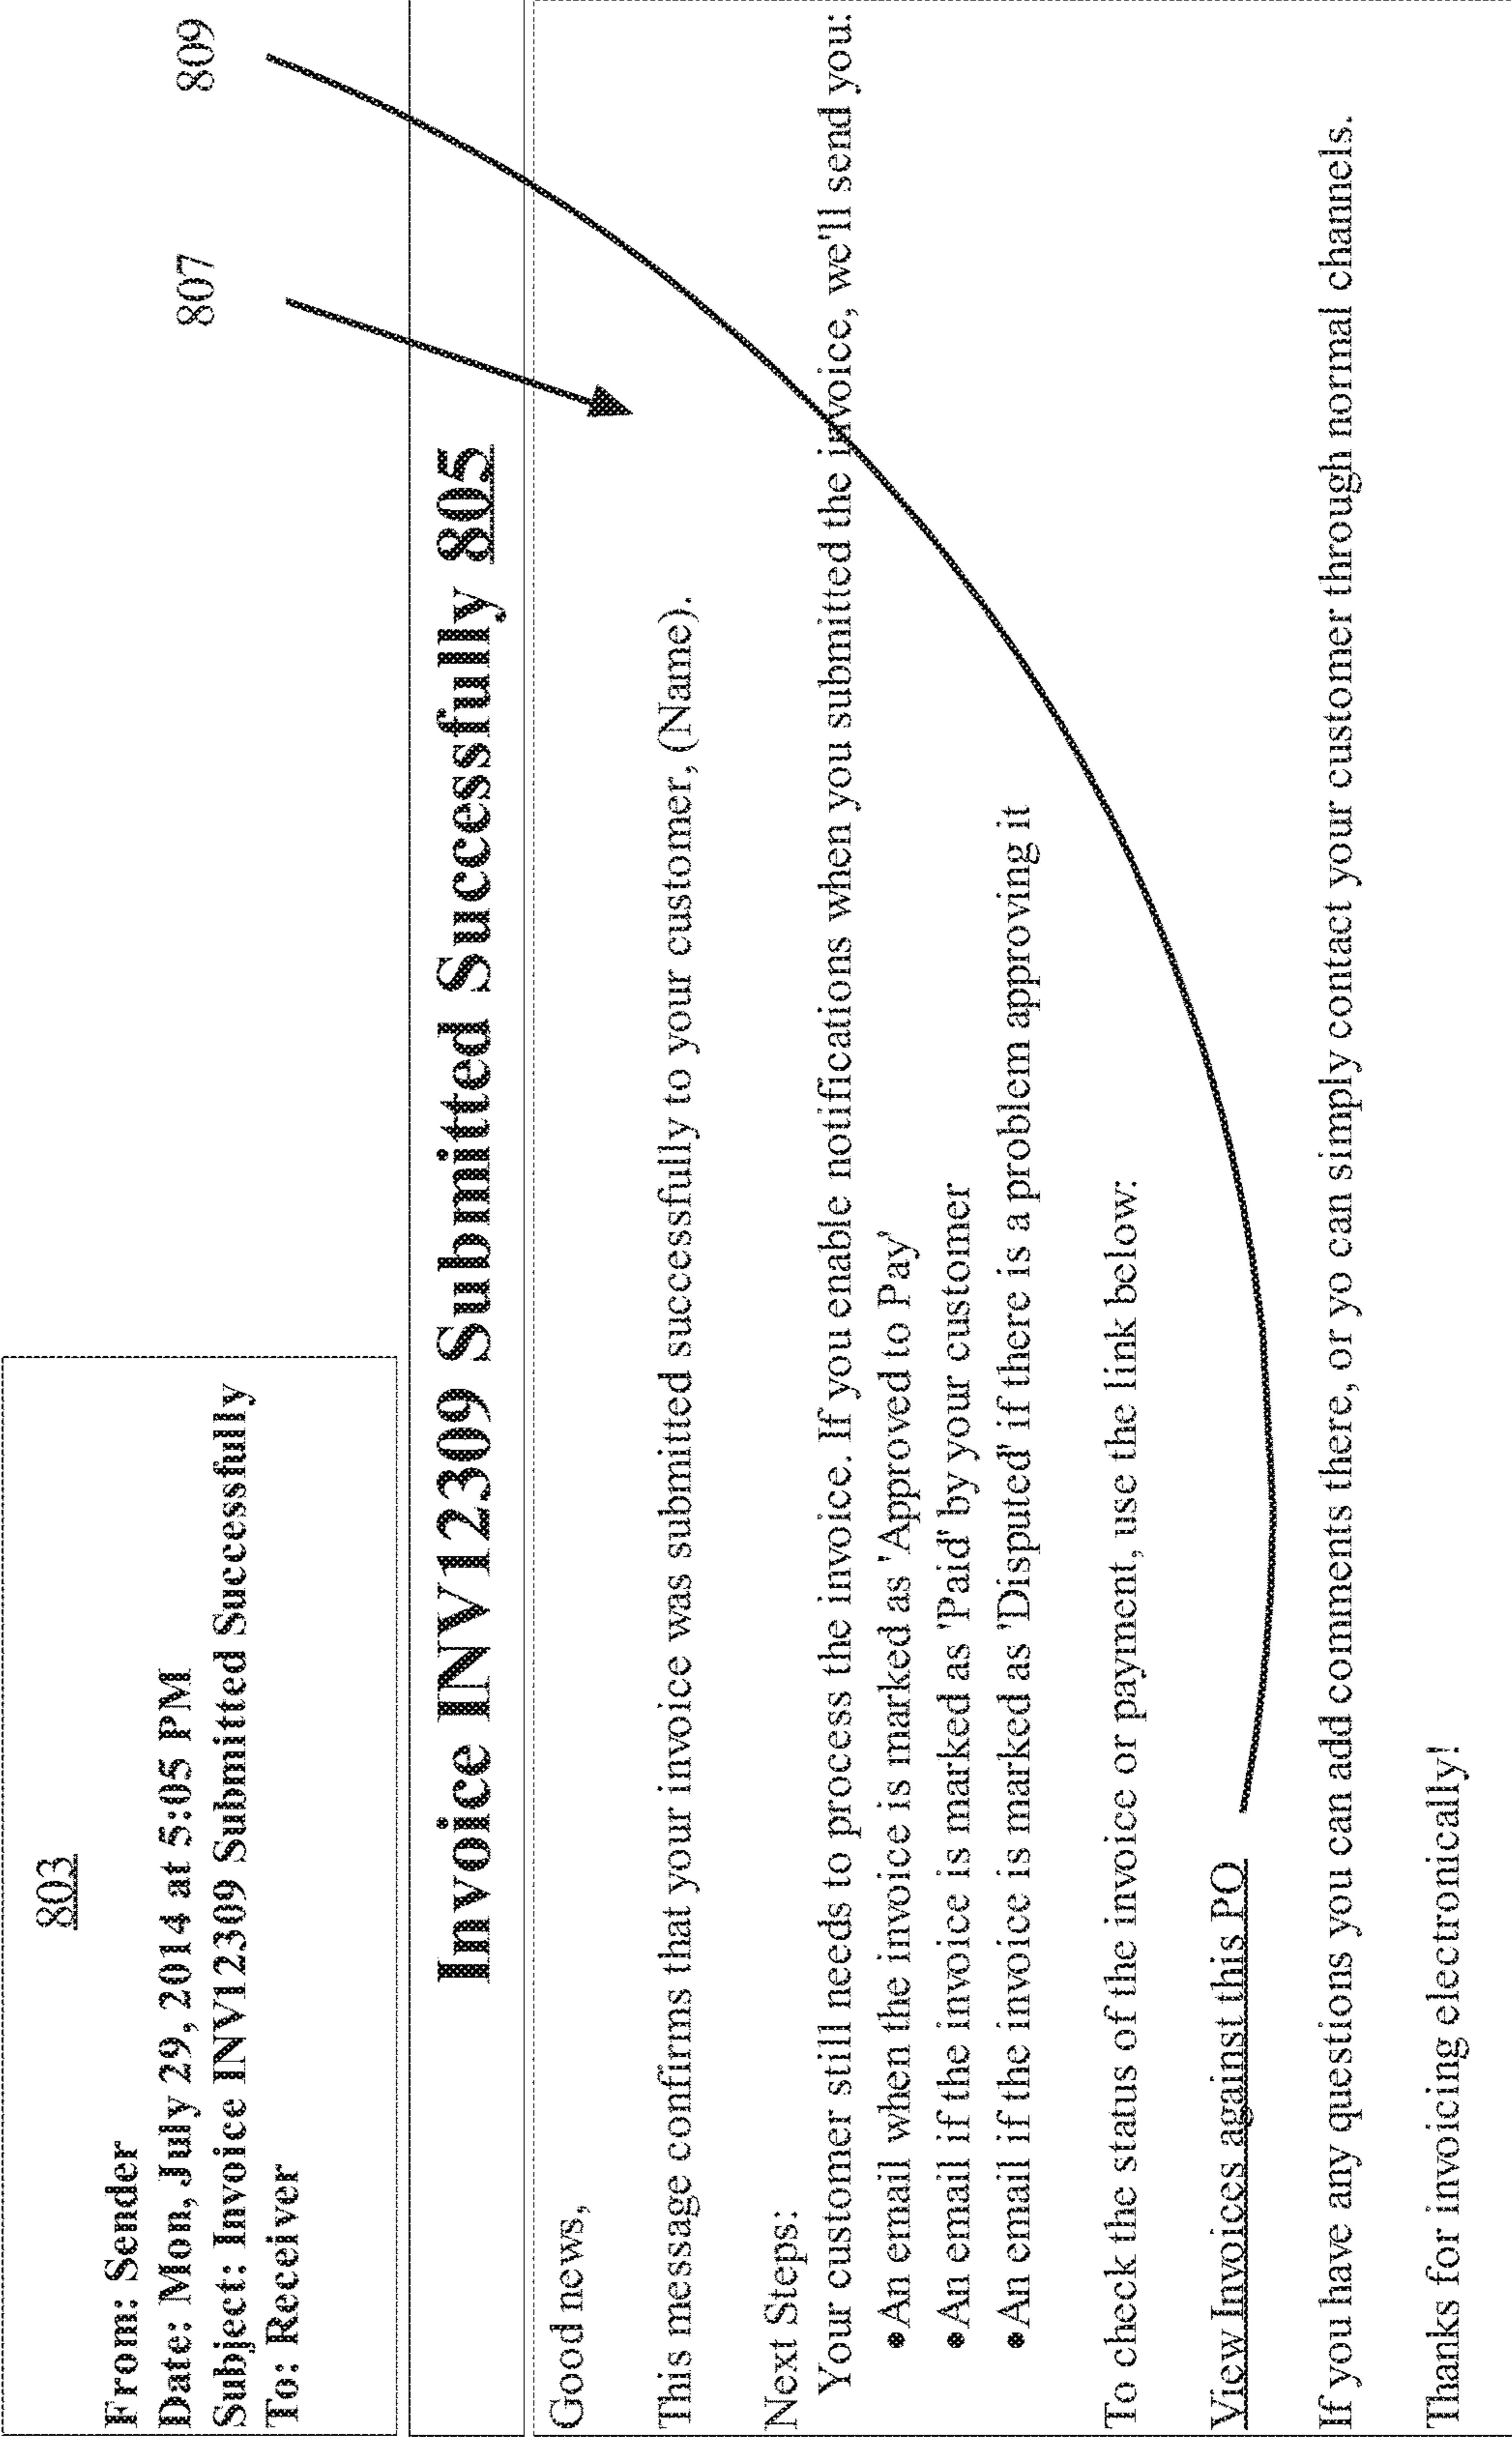 803
From: Sender
Date: Mon, July 29, 2014 at 5:05 PM
Subject: Invoice INV12309 Submitted Successfully
To: Receiver
807
809
Invoice INV12309 Submitted Successfully 805
Good news,
This message confirms that your invoice was submitted successfully to your customer, (Name).
Next Steps:
Your customer still needs to process the invoice. If you enable notifications when you submitted the invoice, we'll send you:
•An email when the invoice is marked as 'Approved to Pay'
•An email if the invoice is marked as 'Paid' by your customer
•An email if the invoice is marked as 'Disputed' if there is a problem approving it
To check the status of the invoice or payment, use the link below:
View Invoices against this PO
If you have any questions you can add comments there, or yo can simply contact your customer through normal channels.
Thanks for invoicing electronically!